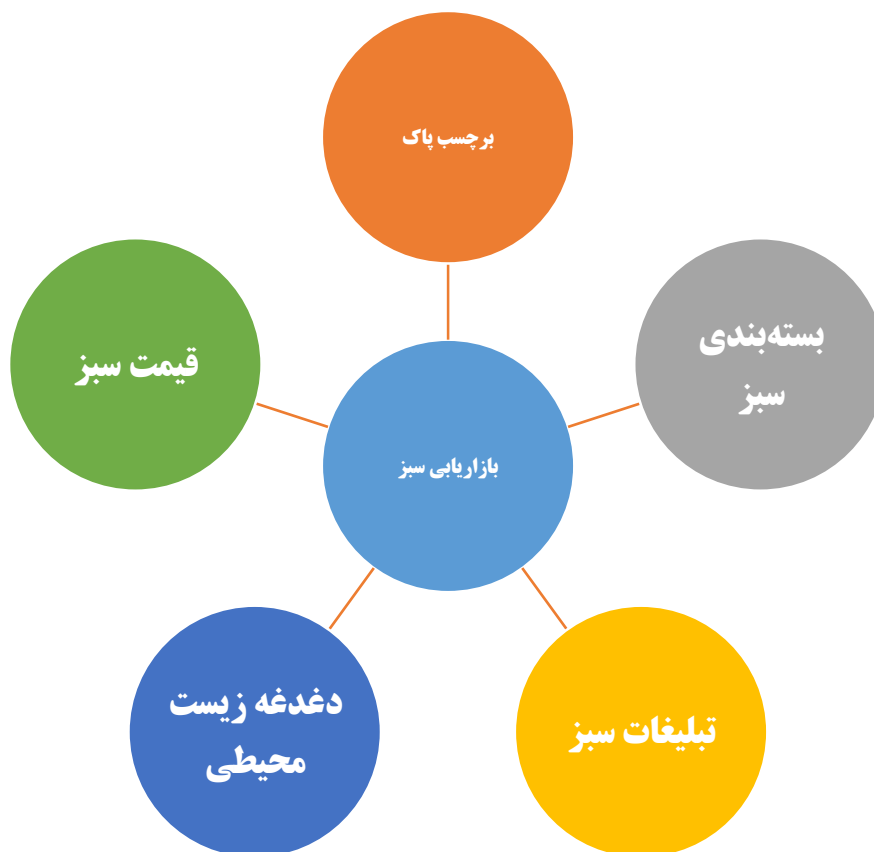 برچسب پاک
بسته‌بندی
سبز
قیمت سبز
بازاریابی سبز
دغدغه زیست
محیطی
تبلیغات سبز